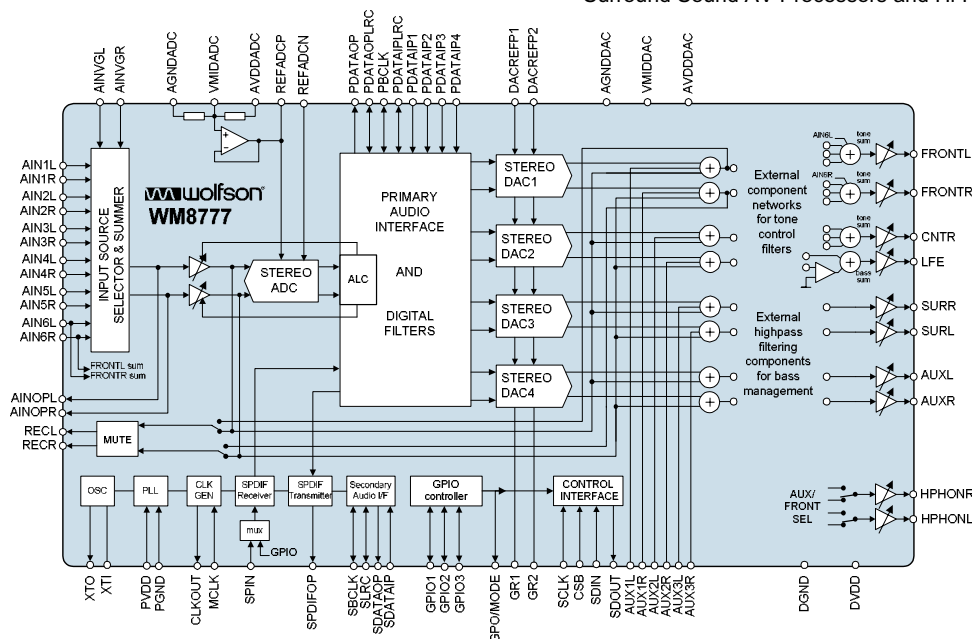 AINVGL
AINVGR
AGNDADC
VMIDADC
AVDDADC
REFADCP
REFADCN
PDATAOP
PDATAOPLRC
PBCLK
PDATAIPLRC
PDATAIP1
PDATAIP2
PDATAIP3
PDATAIP4
DACREFP1
DACREFP2
AGNDDAC
VMIDDAC
AVDDDAC
AIN1L
AIN1R
AIN2L
AIN2R
AIN3L
AIN3R
AIN4L
AIN4R
AIN5L
AIN5R
AIN6L
AIN6R
AINOPL
AINOPR
RECL
RECR
INPUT SOURCE
SELECTOR & SUMMER
wolfson®
WM8777
FRONTL sum
FRONTR sum
MUTE
STEREO
ADC
ALC
PRIMARY
AUDIO
INTERFACE
AND
DIGITAL
FILTERS
STEREO
DAC1
STEREO
DAC2
STEREO
DAC3
STEREO
DAC4
External
component
networks
for tone
control
filters
External
highpass
filtering
components
for bass
management
AIN6L
tone
sum
AIN6R
tone
sum
tone
sum
bass
sum
FRONTL
FRONTR
CNTR
LFE
SURR
SURL
AUXL
AUXR
AUX/
FRONT
SEL
HPHONR
HPHONL
OSC
PLL
CLK
GEN
SPDIF
Receiver
SPDIF
Transmitter
Secondary
Audio I/F
GPIO
controller
CONTROL
INTERFACE
mux
GPIO
XTO
XTI
PVDD
PGND
CLKOUT
MCLK
SPIN
SPDIFOP
SBCLK
SLRC
SDATAOP
SDATAIP
GPIO1
GPIO2
GPIO3
GPO/MODE
GR1
GR2
SCLK
CSB
SDIN
SDOUT
AUX1L
AUX1R
AUX2L
AUX2R
AUX3L
AUX3R
DGND
DVDD